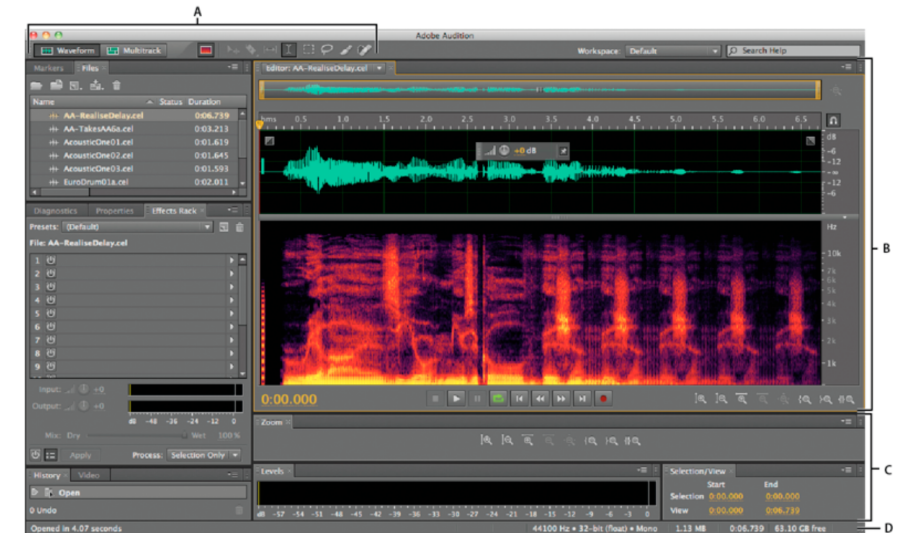 A
Adobe Audition
Waveform Multitrack
Workspace: Default Search Help
Markers Files
Name Status Duration
AA-RealiseDelay.cel 0:06.739
AA-TakesAA6a.cel 0:03.213
AcousticOne01.cel 0:01.619
AcousticOne02.cel 0:01.645
AcousticOne03.cel 0:01.593
EuroDrum01a.cel 0:02.011
Diagnostics Properties Effects Rack
Presets: (Default)
File: AA-RealiseDelay.cel
1
2
3
4
5
6
7
8
9
Input: +0
Output: +0
dB -48 -36 -24 -12 0
Mix: Dry Wet 100 %
Apply Process: Selection Only
History Video
Open
0 Undo
Opened in 4.07 seconds
Editor: AA-RealiseDelay.cel
hms 0.5 1.0 1.5 2.0 2.5 3.0 3.5 4.0 4.5 5.0 5.5 6.0 6.5
+0 dB
dB
-6
-12
-∞
-12
-6
Hz
10k
7k
6k
5k
4k
3k
2k
1k
0:00.000
Zoom
Levels
dB -57 -54 -51 -48 -45 -42 -39 -36 -33 -30 -27 -24 -21 -18 -15 -12 -9 -6 -3 0
Selection/View
Start End
Selection 0:00.000 0:00.000
View 0:00.000 0:06.739
44100 Hz • 32-bit (float) • Mono 1.13 MB 0:06.739 63.10 GB free
B
C
D